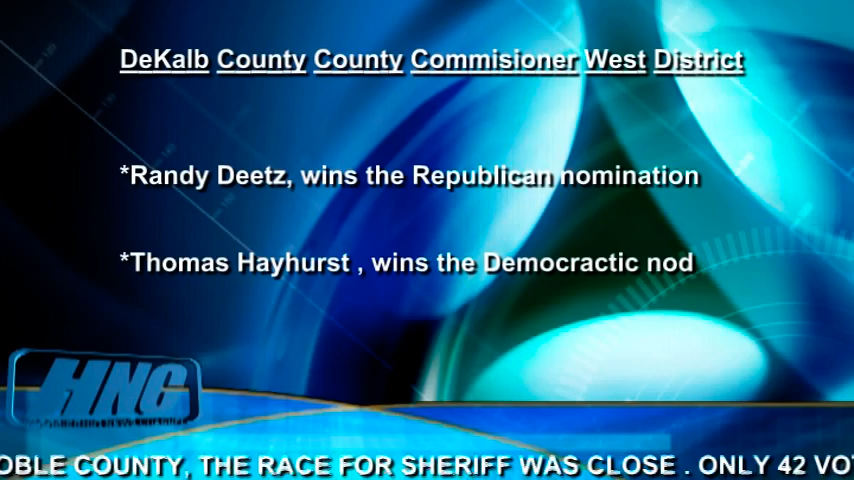 DeKalb County County Commisioner West District
*Randy Deetz, wins the Republican nomination
*Thomas Hayhurst , wins the Democractic nod
HNC
OBLE COUNTY, THE RACE FOR SHERIFF WAS CLOSE . ONLY 42 VOT